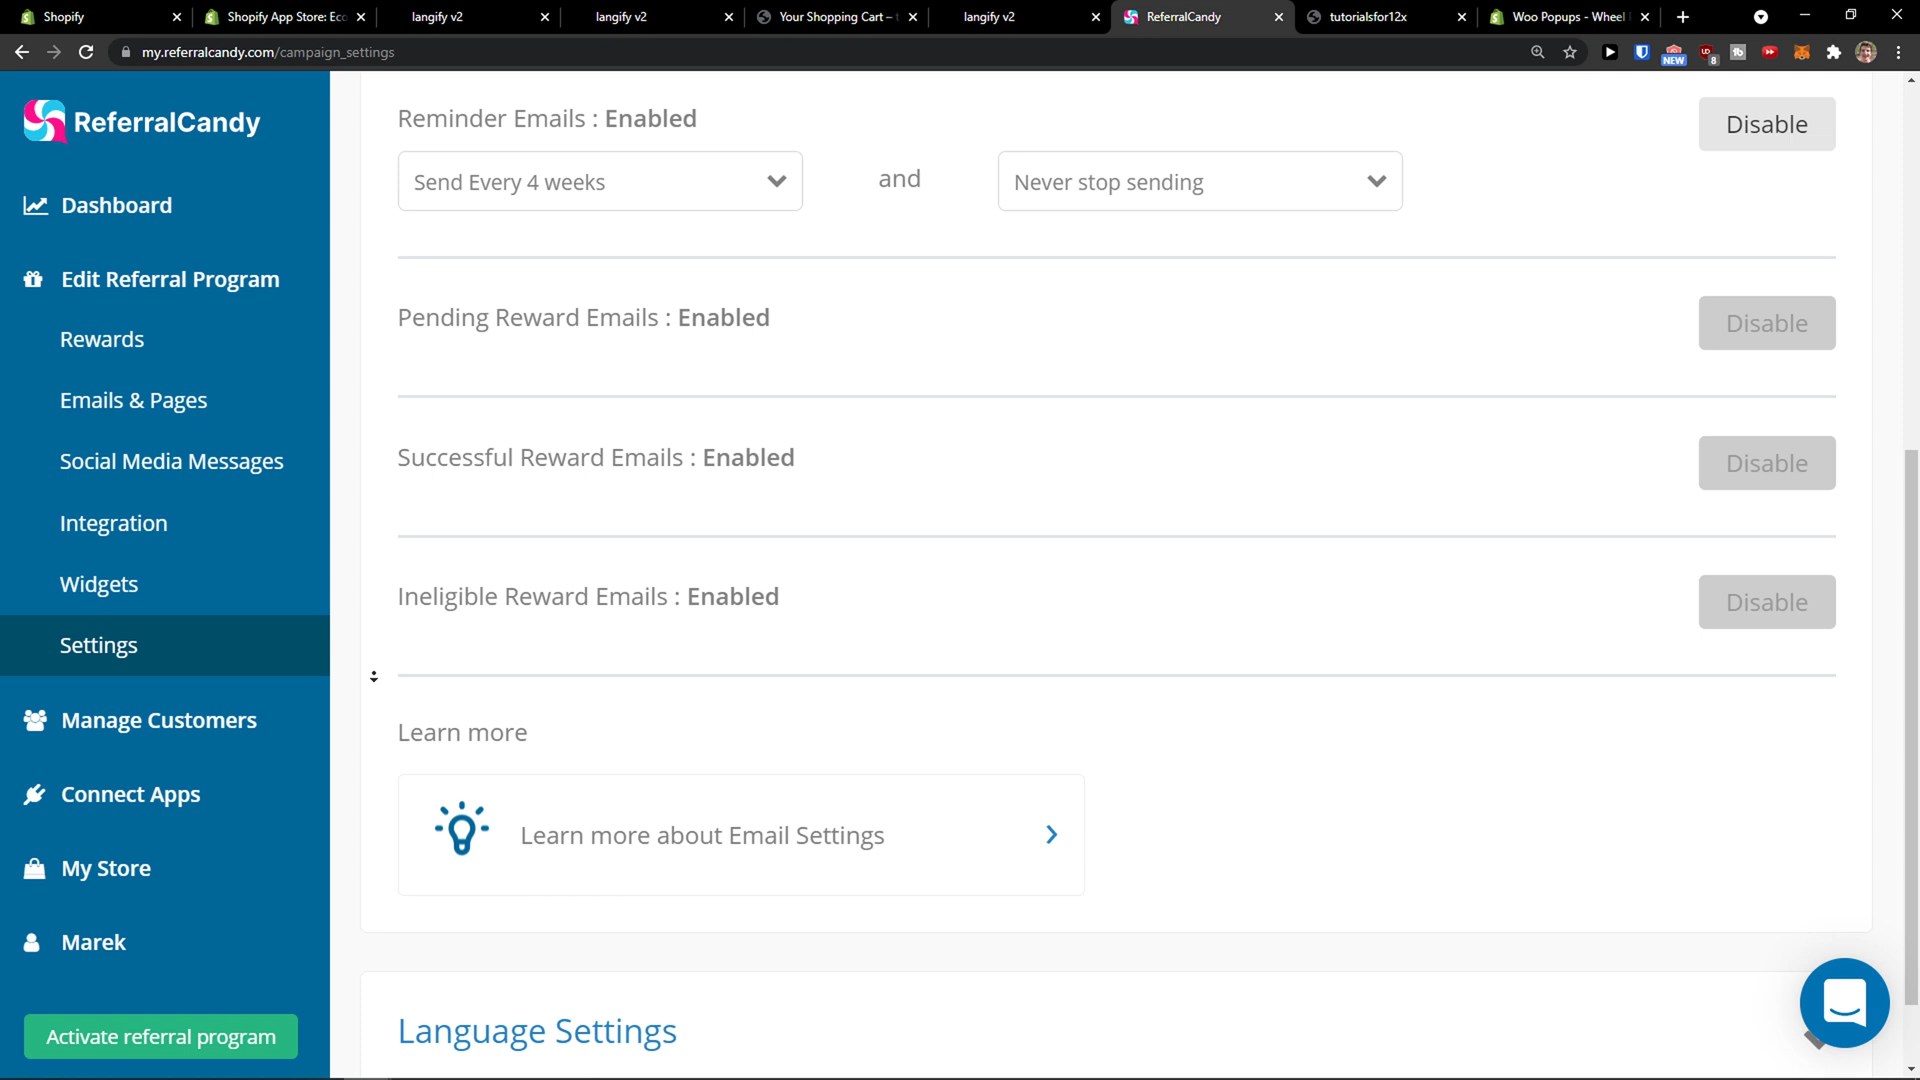 Shopify
Shopify App Store: Ecc
langify v2
langify v2
Your Shopping Cart –
langify v2
ReferralCandy
tutorialsfor12x
Woo Popups - Wheel
my.referralcandy.com/campaign_settings
NEW
8
ReferralCandy
Dashboard
Edit Referral Program
Rewards
Emails & Pages
Social Media Messages
Integration
Widgets
Settings
Manage Customers
Connect Apps
My Store
Marek
Activate referral program
Reminder Emails : Enabled
Disable
Send Every 4 weeks
and
Never stop sending
Pending Reward Emails : Enabled
Disable
Successful Reward Emails : Enabled
Disable
Ineligible Reward Emails : Enabled
Disable
Learn more
Learn more about Email Settings
Language Settings